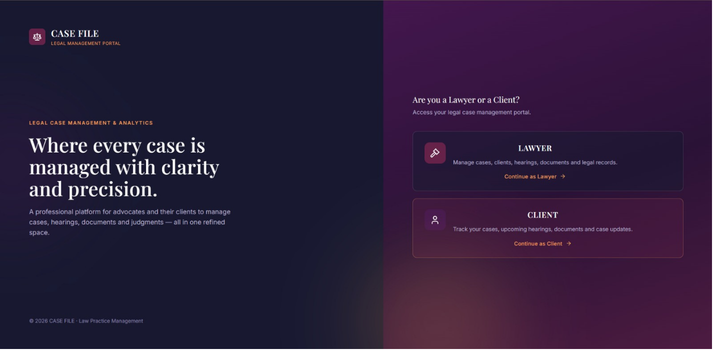 CASE FILE
LEGAL MANAGEMENT PORTAL
LEGAL CASE MANAGEMENT & ANALYTICS
Where every case is
managed with clarity
and precision.
A professional platform for advocates and their clients to manage
cases, hearings, documents and judgments — all in one refined
space.
© 2026 CASE FILE · Law Practice Management
Are you a Lawyer or a Client?
Access your legal case management portal.
LAWYER
Manage cases, clients, hearings, documents and legal records.
Continue as Lawyer →
CLIENT
Track your cases, upcoming hearings, documents and case updates.
Continue as Client →